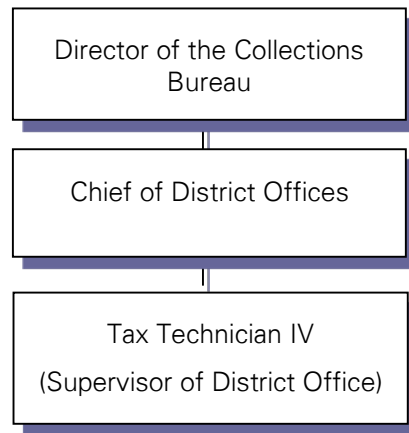 Director of the Collections
Bureau
Chief of District Offices
Tax Technician IV
(Supervisor of District Office)